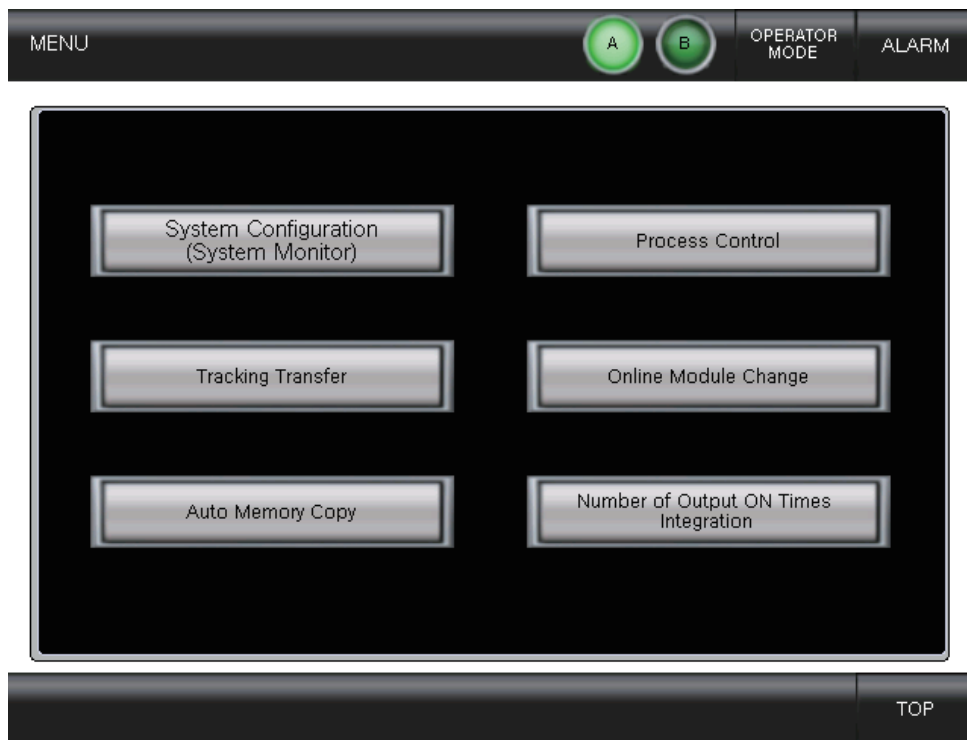 MENU
A
B
OPERATOR
MODE
ALARM
System Configuration
(System Monitor)
Process Control
Tracking Transfer
Online Module Change
Auto Memory Copy
Number of Output ON Times
Integration
TOP